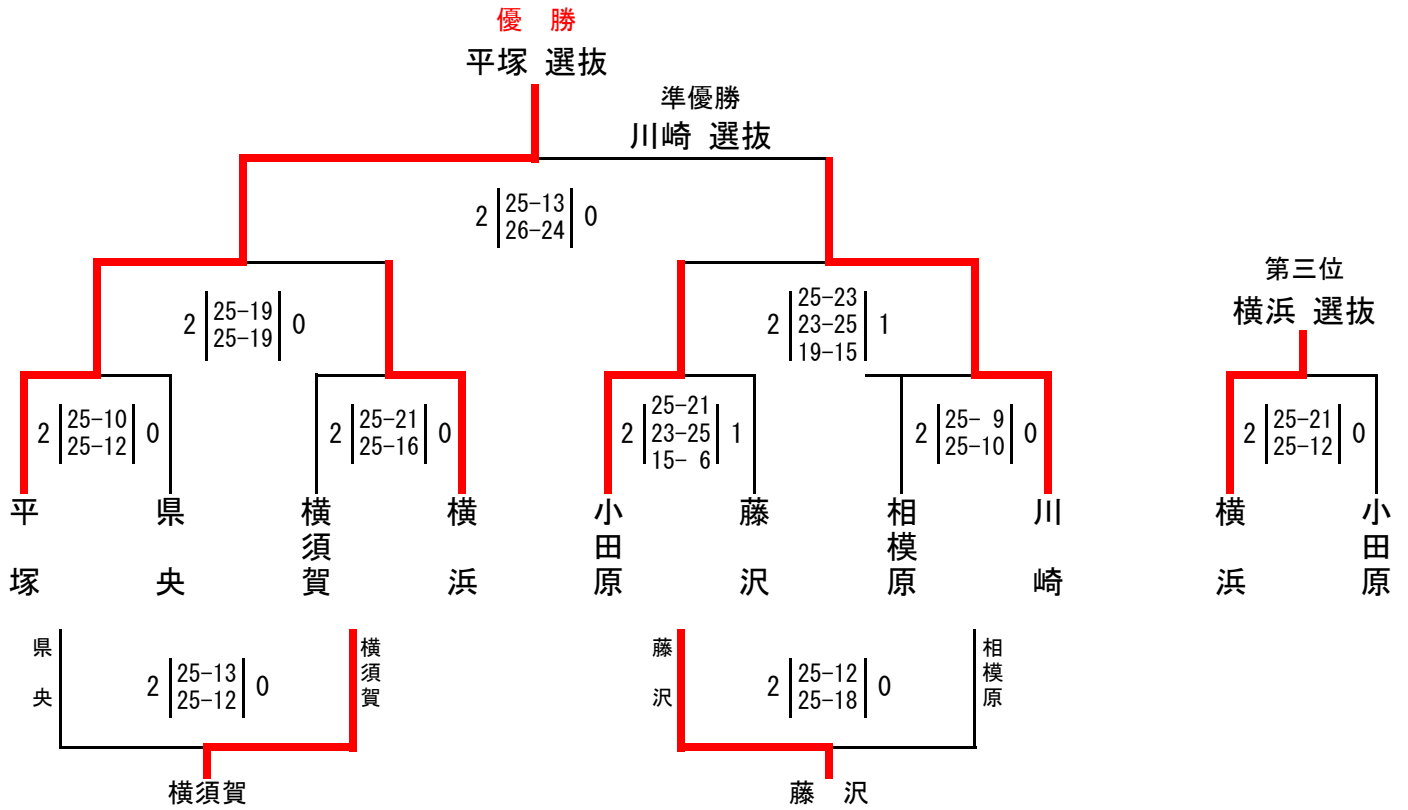 優 勝
平塚 選抜
準優勝
川崎 選抜
2 25-13 0
26-24
第三位
横浜 選抜
2 25-19 0
25-19
2 25-23 1
23-25
19-15
2 25-10 0
25-12
2 25-21 0
25-16
2 25-21 1
23-25
15- 6
2 25- 9 0
25-10
2 25-21 0
25-12
平塚
県央
横須賀
横浜
小田原
藤沢
相模原
川崎
横浜
小田原
県央
2 25-13 0
25-12
横須賀
藤沢
2 25-12 0
25-18
相模原
横須賀
藤 沢